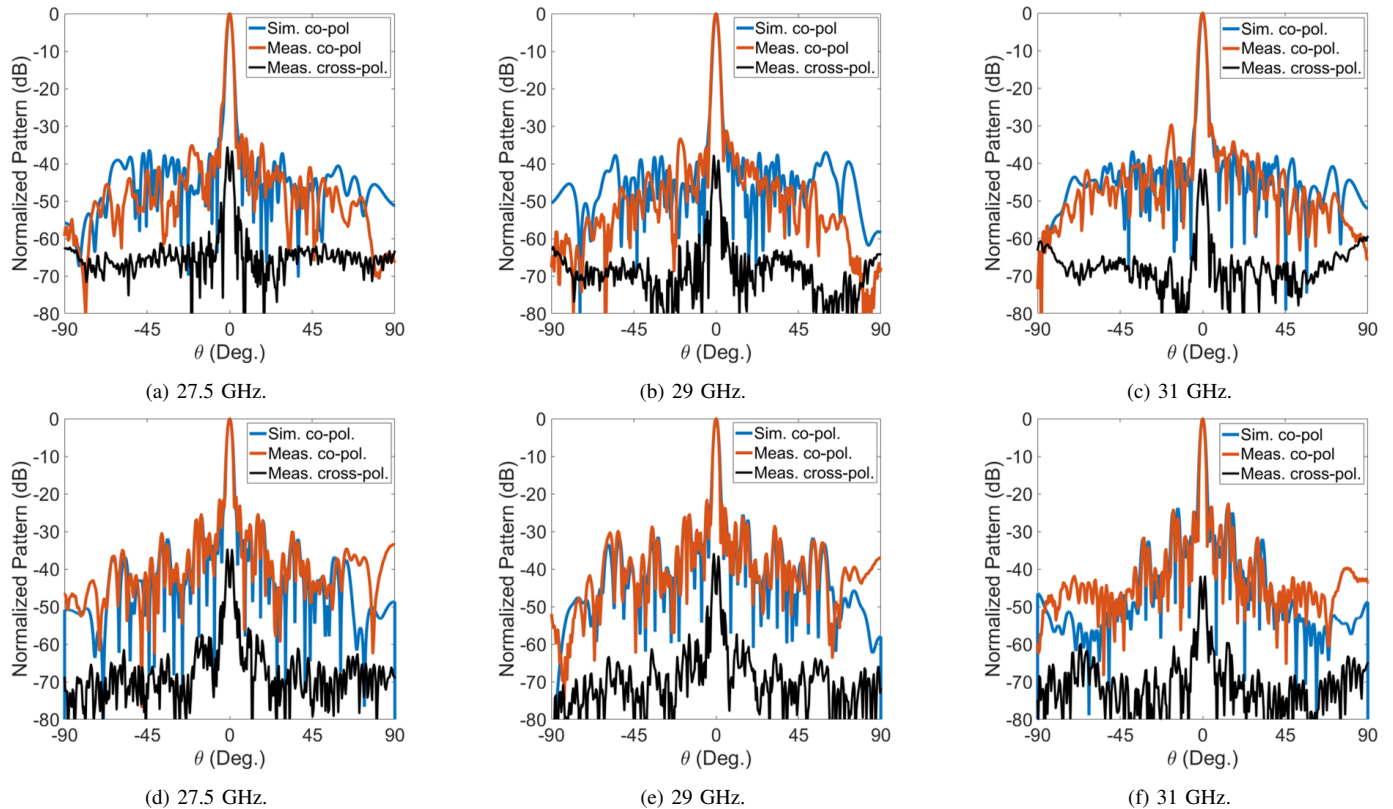 0
-10
-20
-30
-40
-50
-60
-70
-80
Normalized Pattern (dB)
Sim. co-pol
Meas. co-pol
Meas. cross-pol.
-90 -45 0 45 90
θ (Deg.)
(a) 27.5 GHz.
0
-10
-20
-30
-40
-50
-60
-70
-80
Normalized Pattern (dB)
Sim. co-pol
Meas. co-pol
Meas. cross-pol.
-90 -45 0 45 90
θ (Deg.)
(b) 29 GHz.
0
-10
-20
-30
-40
-50
-60
-70
-80
Normalized Pattern (dB)
Sim. co-pol.
Meas. co-pol.
Meas. cross-pol.
-90 -45 0 45 90
θ (Deg.)
(c) 31 GHz.
0
-10
-20
-30
-40
-50
-60
-70
-80
Normalized Pattern (dB)
Sim. co-pol.
Meas. co-pol.
Meas. cross-pol.
-90 -45 0 45 90
θ (Deg.)
(d) 27.5 GHz.
0
-10
-20
-30
-40
-50
-60
-70
-80
Normalized Pattern (dB)
Sim. co-pol.
Meas. co-pol.
Meas. cross-pol.
-90 -45 0 45 90
θ (Deg.)
(e) 29 GHz.
0
-10
-20
-30
-40
-50
-60
-70
-80
Normalized Pattern (dB)
Sim. co-pol
Meas. co-pol
Meas. cross-pol.
-90 -45 0 45 90
θ (Deg.)
(f) 31 GHz.